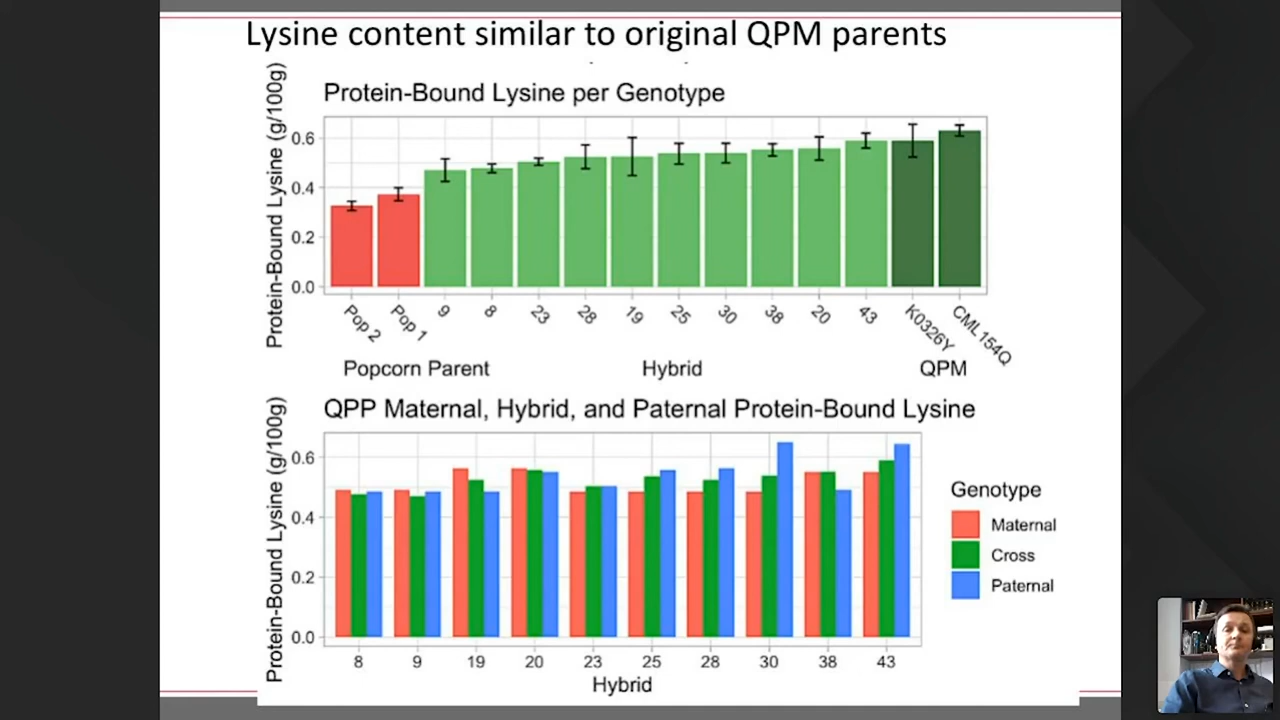 Lysine content similar to original QPM parents
Protein-Bound Lysine per Genotype
Protein-Bound Lysine (g/100g)
0.6
0.4
0.2
0.0
Pop 2 Pop 1 9 8 23 28 19 25 30 38 20 43 K0326Y CML154Q
Popcorn Parent Hybrid QPM
QPP Maternal, Hybrid, and Paternal Protein-Bound Lysine
Protein-Bound Lysine (g/100g)
0.6
0.4
0.2
0.0
8 9 19 20 23 25 28 30 38 43
Hybrid
Genotype
Maternal
Cross
Paternal